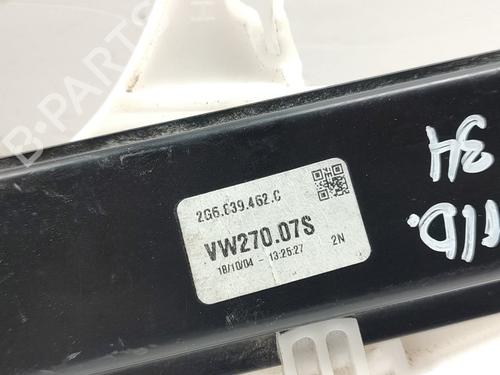 B-PARTS
2G6.839.462.C
VW270.07S
18/10/04 - 13:25:27 2N
34